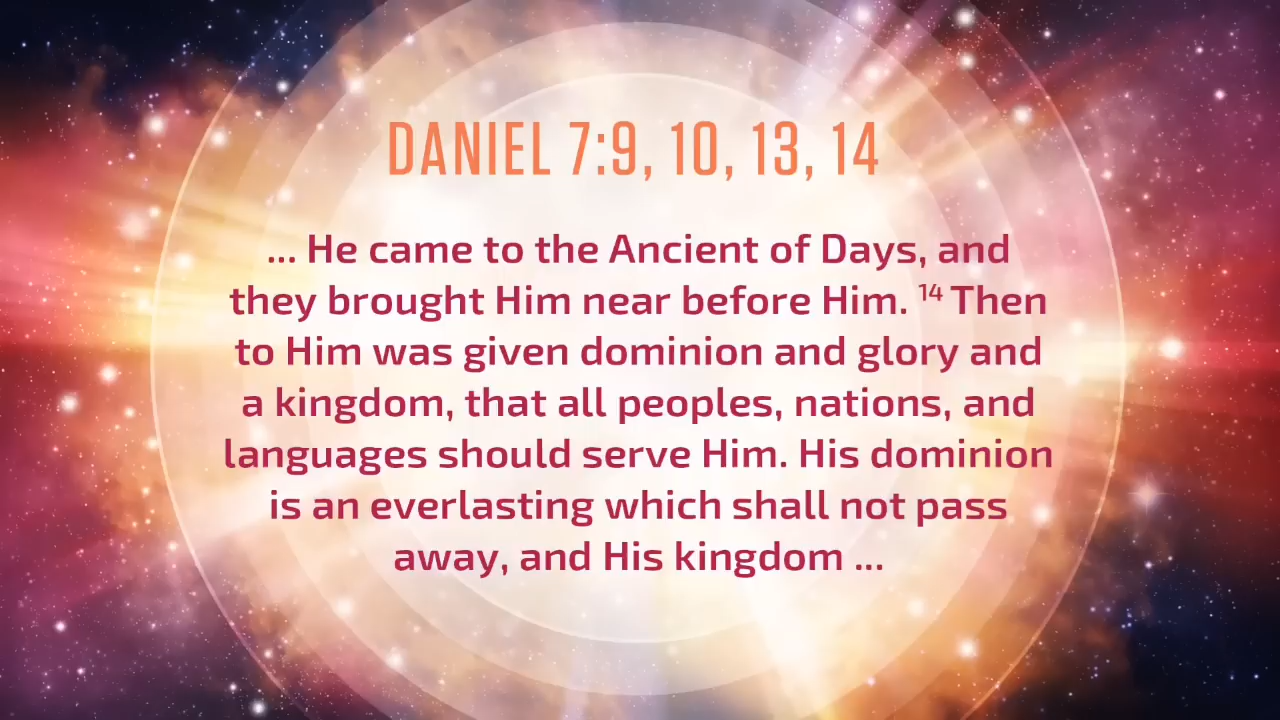 DANIEL 7:9, 10, 13, 14
... He came to the Ancient of Days, and
they brought Him near before Him. 14 Then
to Him was given dominion and glory and
a kingdom, that all peoples, nations, and
languages should serve Him. His dominion
is an everlasting which shall not pass
away, and His kingdom ...